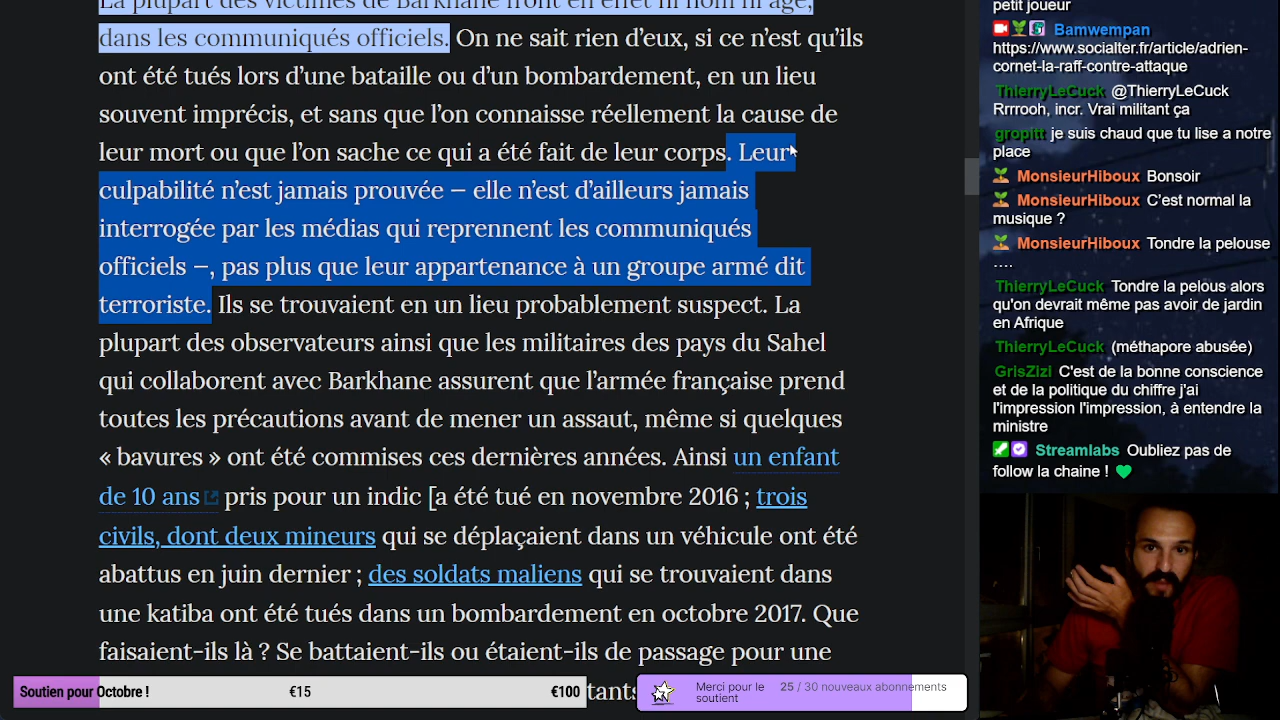 La plupart des victimes de Barkhane n'ont en effet ni nom ni âge,
dans les communiqués officiels. On ne sait rien d’eux, si ce n’est qu’ils
ont été tués lors d’une bataille ou d’un bombardement, en un lieu
souvent imprécis, et sans que l’on connaisse réellement la cause de
leur mort ou que l’on sache ce qui a été fait de leur corps. Leur
culpabilité n’est jamais prouvée – elle n’est d’ailleurs jamais
interrogée par les médias qui reprennent les communiqués
officiels –, pas plus que leur appartenance à un groupe armé dit
terroriste. Ils se trouvaient en un lieu probablement suspect. La
plupart des observateurs ainsi que les militaires des pays du Sahel
qui collaborent avec Barkhane assurent que l’armée française prend
toutes les précautions avant de mener un assaut, même si quelques
« bavures » ont été commises ces dernières années. Ainsi un enfant
de 10 ans pris pour un indic [a été tué en novembre 2016 ; trois
civils, dont deux mineurs qui se déplaçaient dans un véhicule ont été
abattus en juin dernier ; des soldats maliens qui se trouvaient dans
une katiba ont été tués dans un bombardement en octobre 2017. Que
faisaient-ils là ? Se battaient-ils ou étaient-ils de passage pour une
tants
Soutien pour Octobre ! €15 €100
Merci pour le
soutien
25 / 30 nouveaux abonnements
petit joueur
Bamwempan
https://www.socialter.fr/article/adrien-
cornet-la-raff-contre-attaque
ThierryLeCuck @ThierryLeCuck
Rrrrooh, incr. Vrai militant ça
gropitt je suis chaud que tu lise a notre
place
MonsieurHiboux Bonsoir
MonsieurHiboux C’est normal la
musique ?
MonsieurHiboux Tondre la pelouse
....
ThierryLeCuck Tondre la pelous alors
qu'on devrait même pas avoir de jardin
en Afrique
ThierryLeCuck (méthapore abusée)
GrisZizi C'est de la bonne conscience
et de la politique du chiffre j'ai
l'impression l'impression, à entendre la
ministre
Streamlabs Oubliez pas de
follow la chaine !